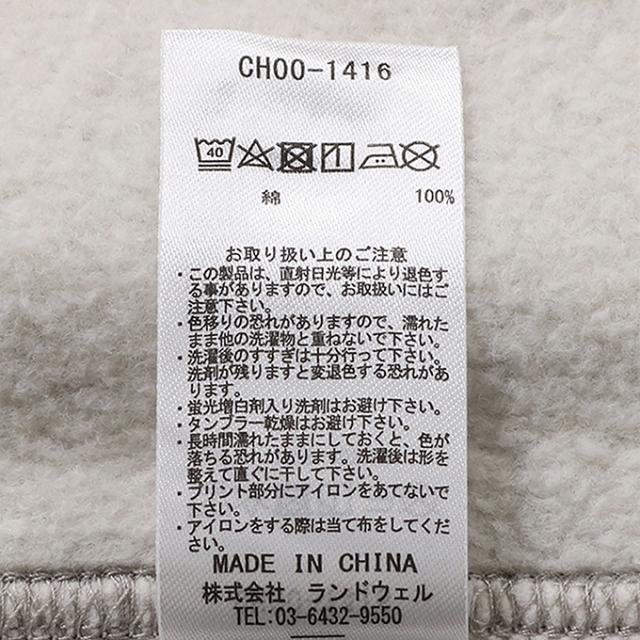 CH00-1416
40
綿 100%
お取り扱い上のご注意
・この製品は、直射日光等により退色す
る事がありますので、お取扱いにはご
注意下さい。
・色移りの恐れがありますので、濡れた
まま他の洗濯物と重ねないで下さい。
・洗濯後のすすぎは十分行って下さい。
洗剤が残りますと変退色する恐れがあ
ります。
・蛍光増白剤入り洗剤はお避け下さい。
・タンブラー乾燥はお避け下さい。
・長時間濡れたままにしておくと、色が
落ちる恐れがあります。洗濯後は形を
整えて直ぐに干して下さい。
・プリント部分にアイロンをあてないで
下さい。
・アイロンをする際は当て布をしてくだ
さい。
MADE IN CHINA
株式会社 ランドウェル
TEL:03-6432-9550